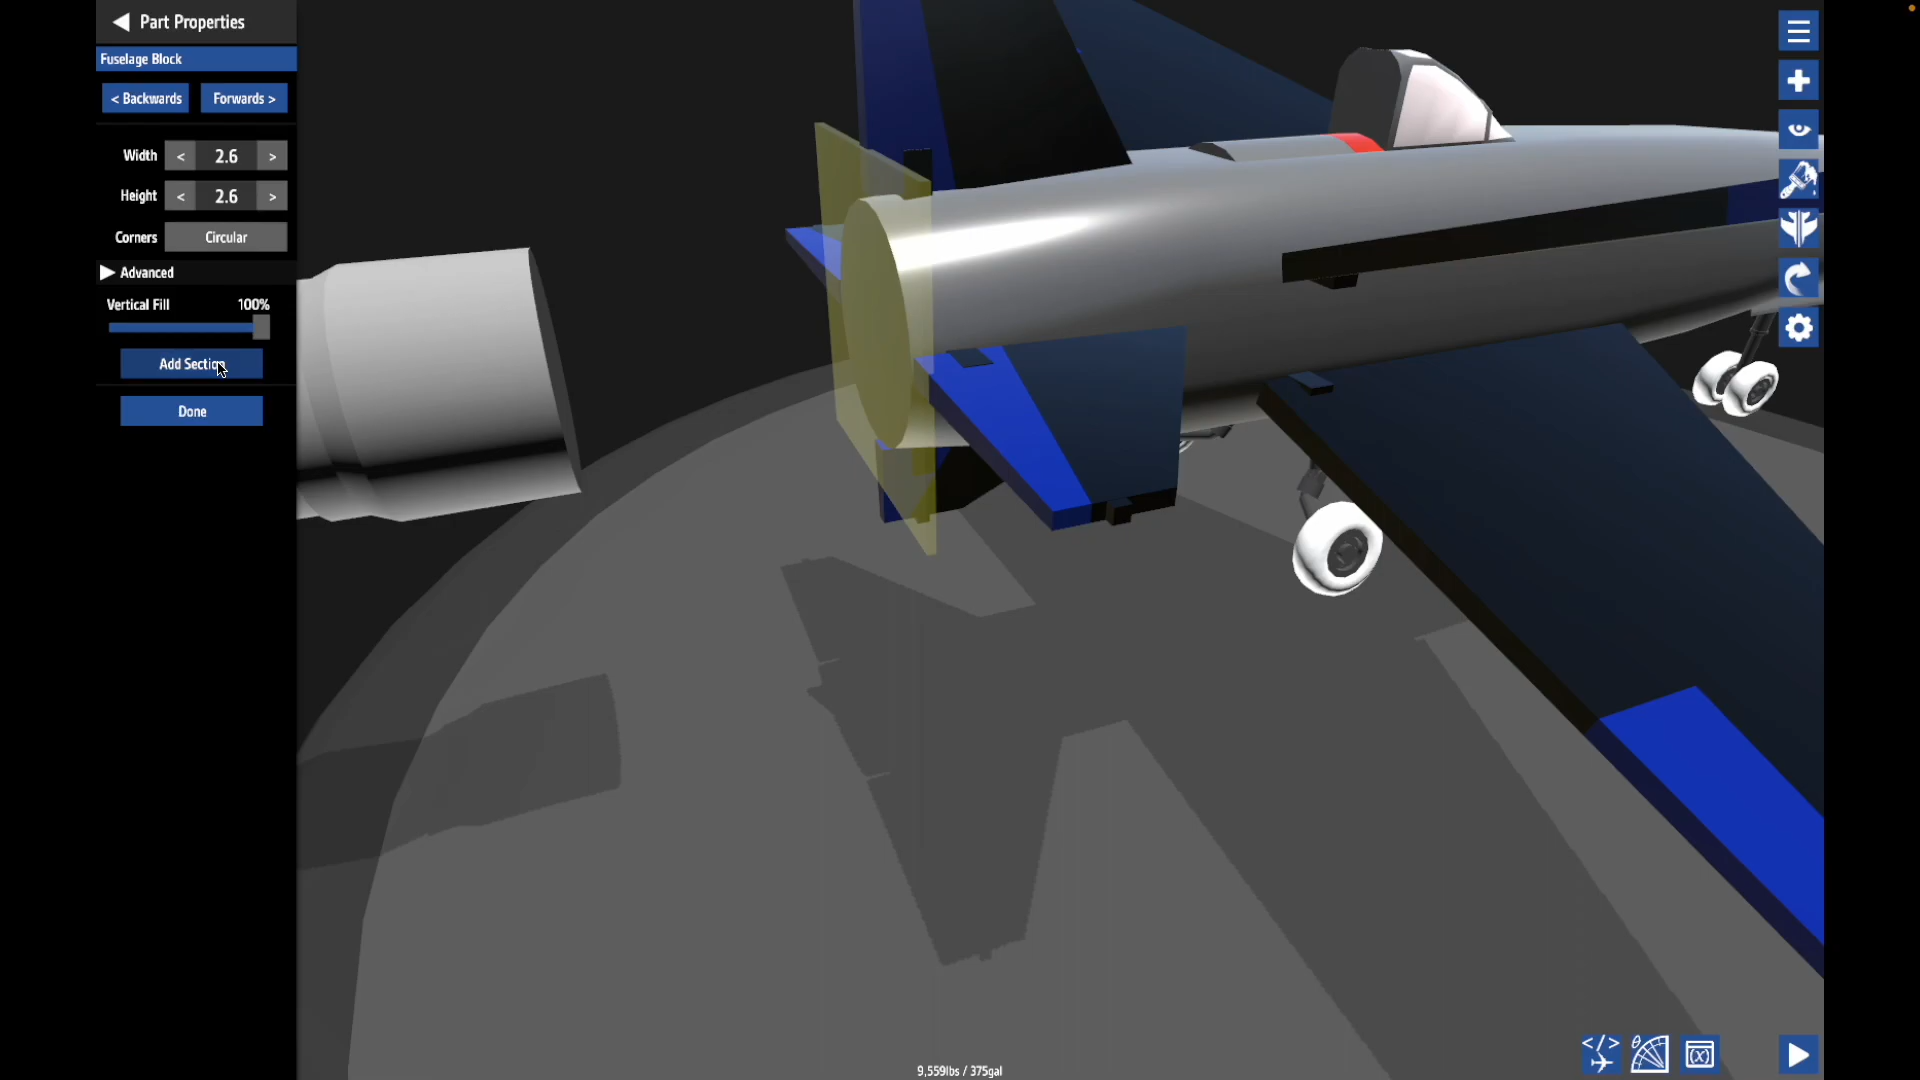 Part Properties
Fuselage Block
< Backwards
Forwards >
Width < 2.6 >
Height < 2.6 >
Corners Circular
Advanced
Vertical Fill 100%
Add Section
Done
9,559lbs / 375gal